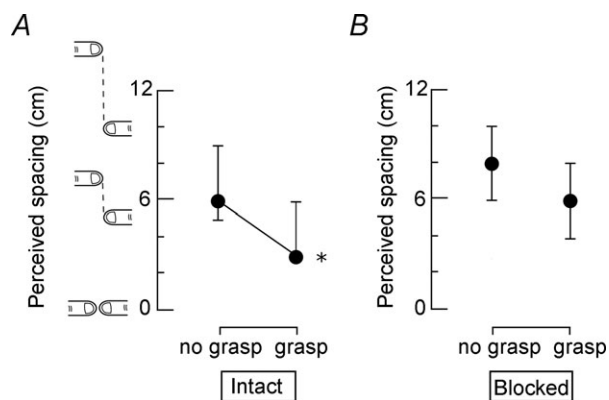 A
Perceived spacing (cm)
12
6
0
*
no grasp grasp
Intact
B
Perceived spacing (cm)
12
6
0
no grasp grasp
Blocked